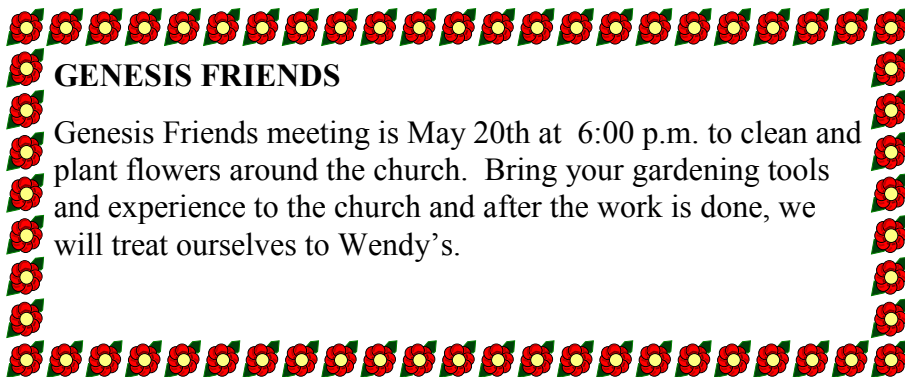 GENESIS FRIENDS
Genesis Friends meeting is May 20th at  6:00 p.m. to clean and
plant flowers around the church.  Bring your gardening tools
and experience to the church and after the work is done, we
will treat ourselves to Wendy’s.